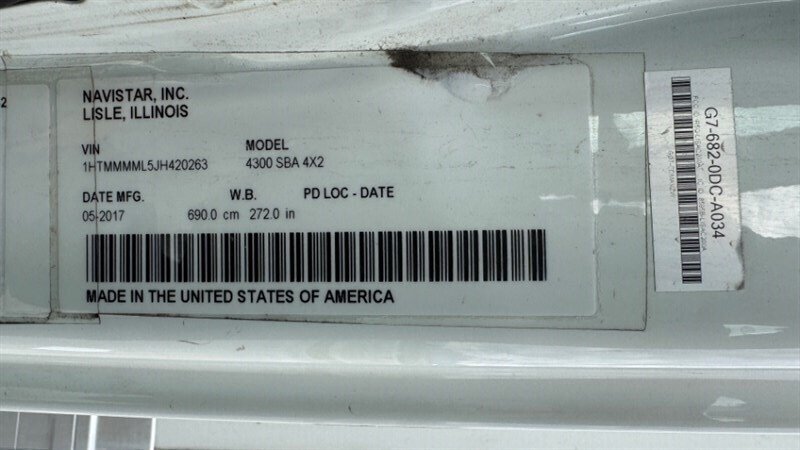 NAVISTAR, INC.
LISLE, ILLINOIS
VIN
1HTMMMML5JH420263
MODEL
4300 SBA 4X2
DATE MFG.
W.B.
PD LOC - DATE
05-2017
690.0 cm
272.0 in
MADE IN THE UNITED STATES OF AMERICA
G7-682-0DC-A034